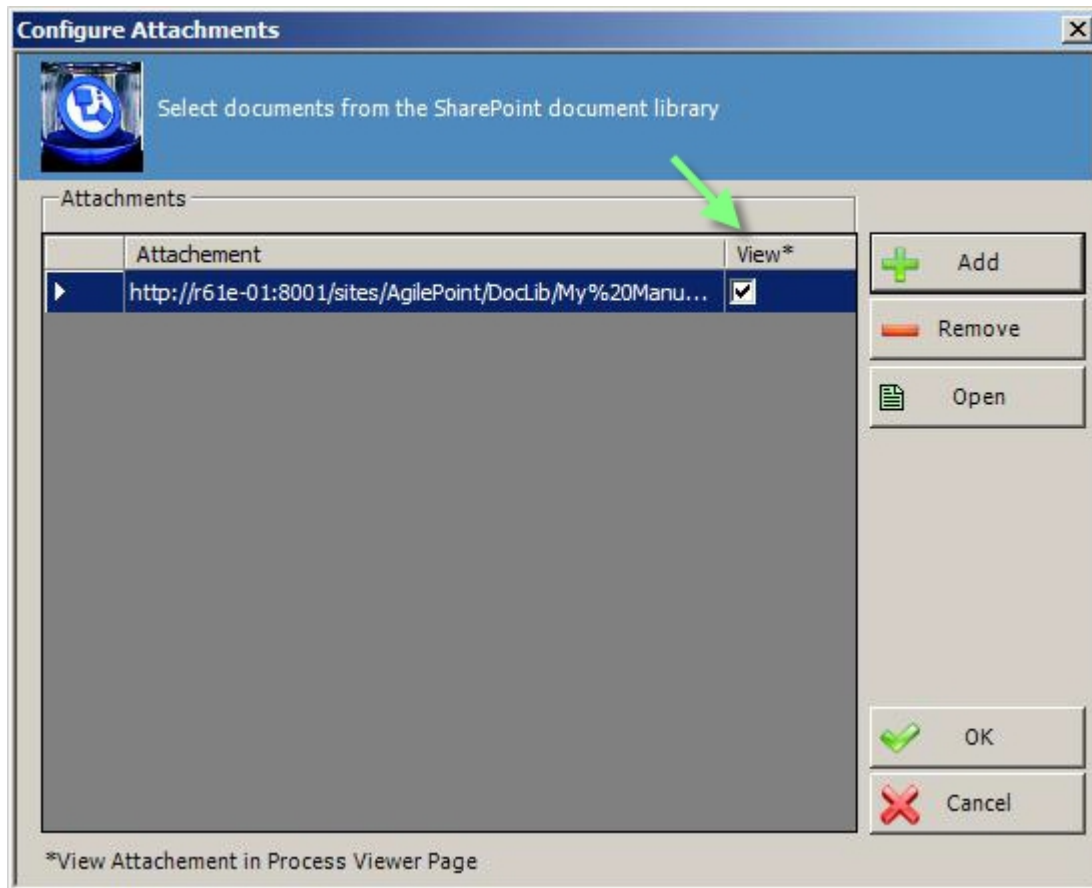 Configure Attachments
Select documents from the SharePoint document library
Attachments
Attachement View*
http://r61e-01:8001/sites/AgilePoint/DocLib/My%20Manu...
Add
Remove
Open
OK
Cancel
*View Attachement in Process Viewer Page